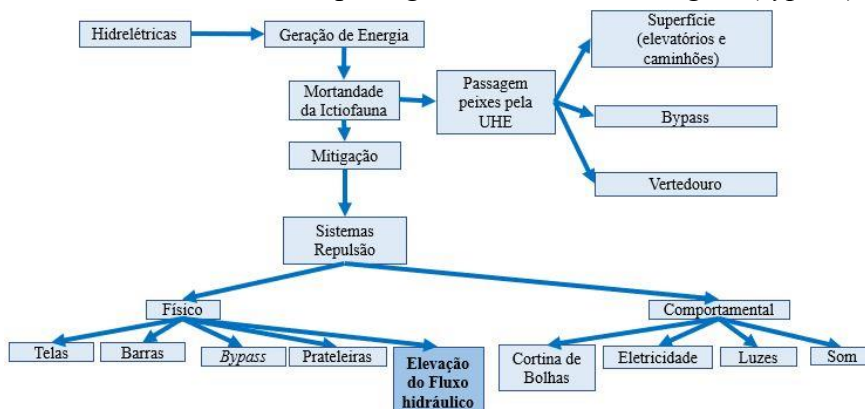 Hidrelétricas
Geração de Energia
Superfície
(elevatórios e
caminhões)
Mortandade
da Ictiofauna
Passagem
peixes pela
UHE
Bypass
Mitigação
Vertedouro
Sistemas
Repulsão
Físico
Comportamental
Telas
Barras
Bypass
Prateleiras
Elevação
do Fluxo
hidráulico
Cortina de
Bolhas
Eletricidade
Luzes
Som